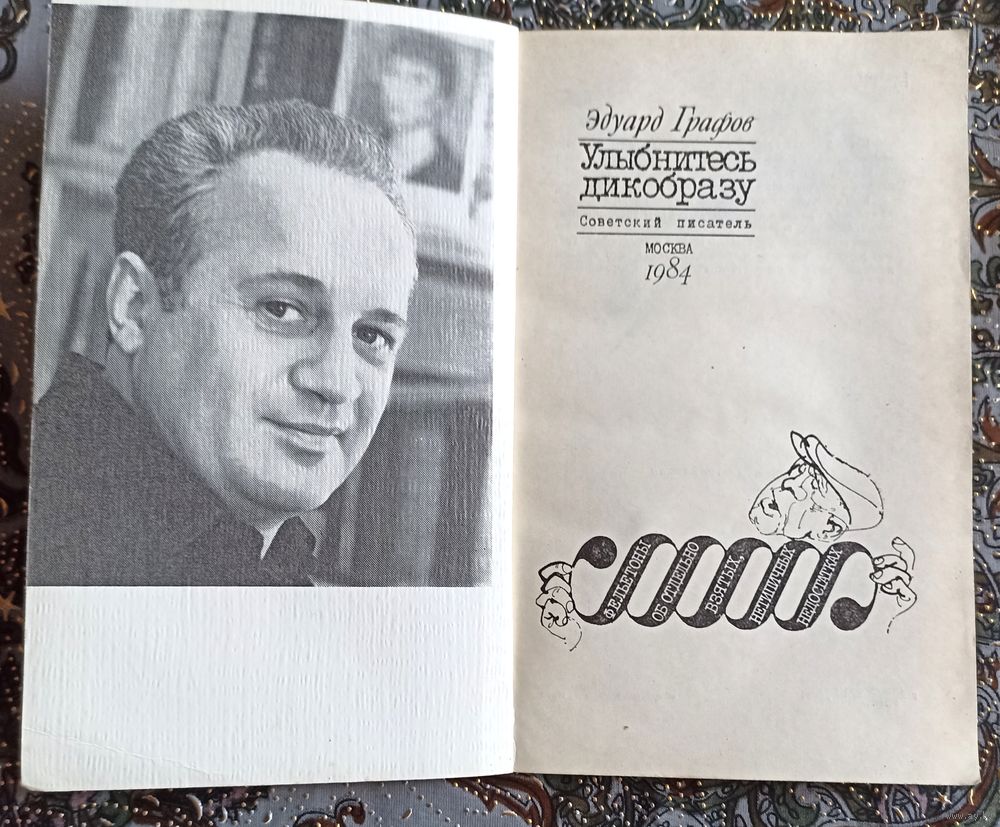 Эдуард Графов
Улыбнитесь
дикобразу
Советский писатель
МОСКВА
1984
ФЕЛЬЕТОНЫ
ОБ ОТДЕЛЬНО
ВЗЯТЫХ,
НЕТИПИЧНЫХ
НЕДОСТАТКАХ